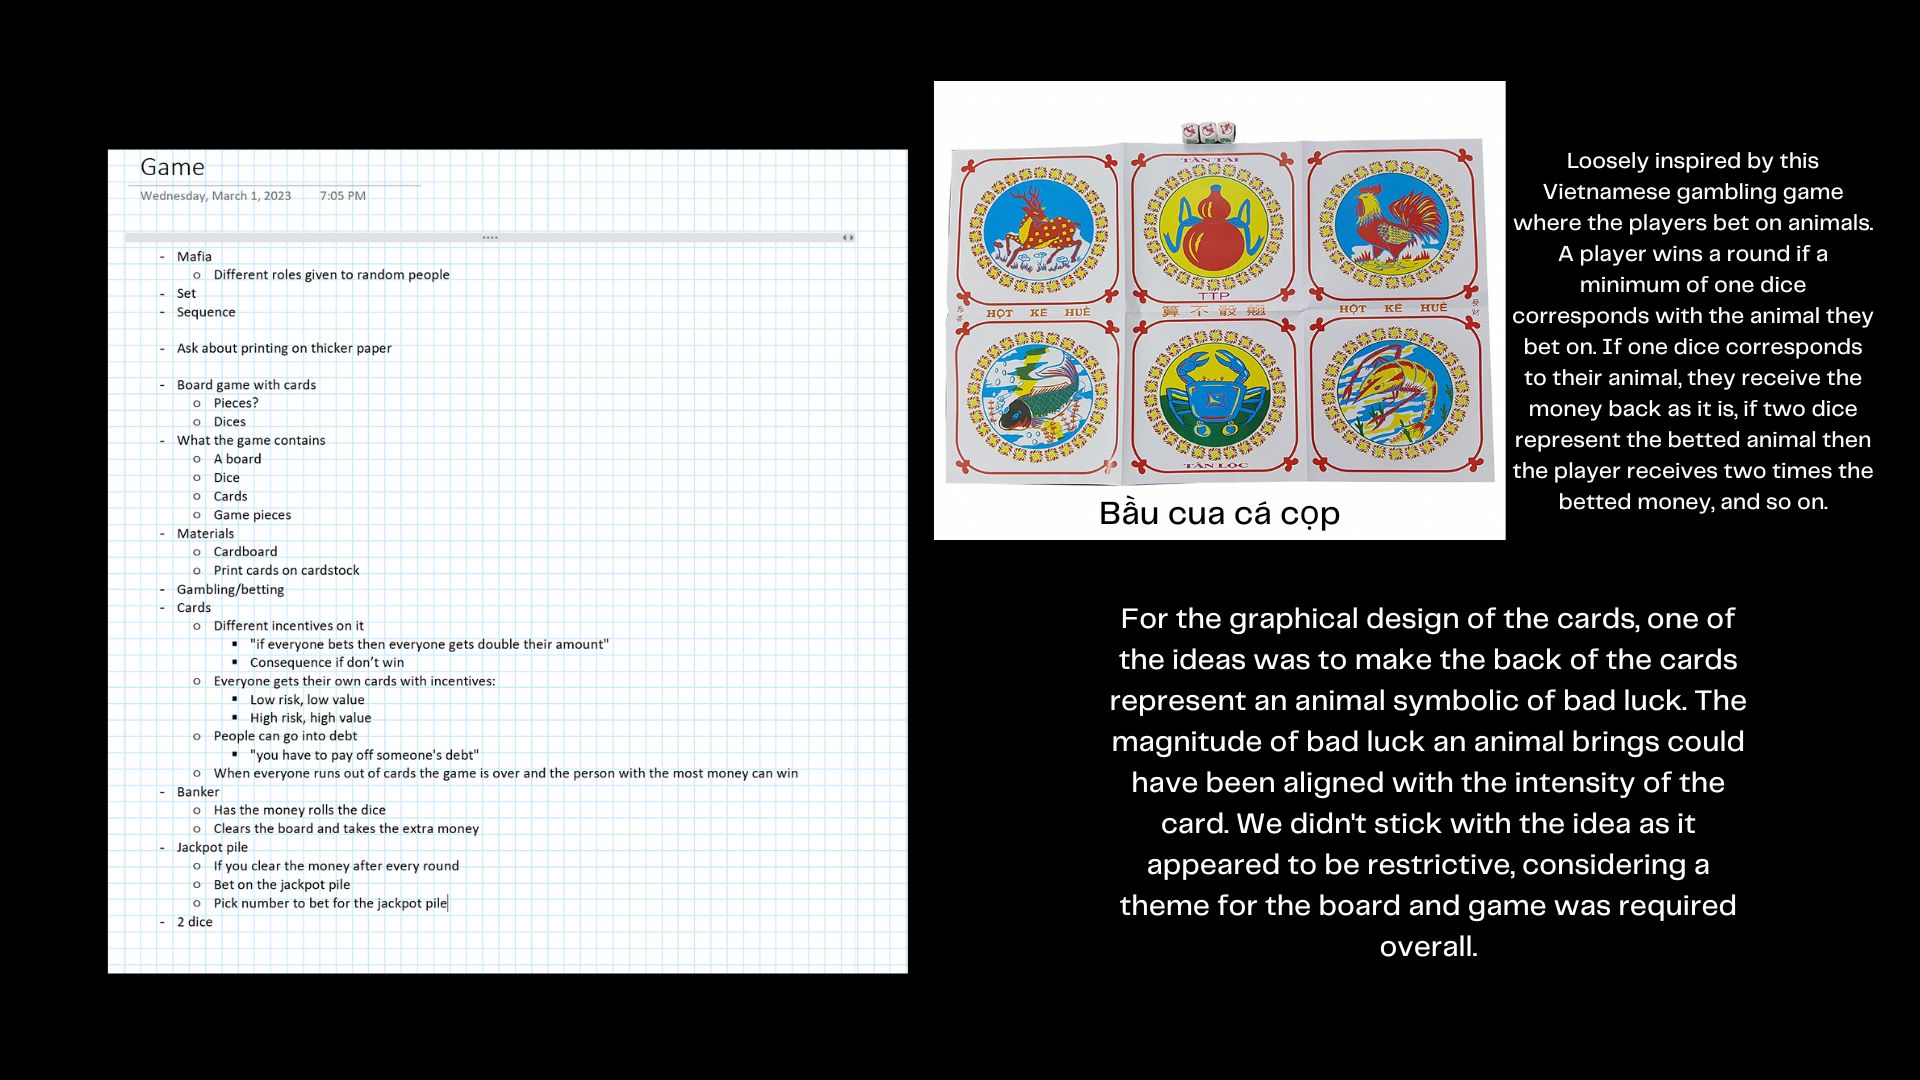 Game
Wednesday, March 1, 2023 7:05 PM
- Mafia
o Different roles given to random people
- Set
- Sequence
- Ask about printing on thicker paper
- Board game with cards
o Pieces?
o Dices
- What the game contains
o A board
o Dice
o Cards
o Game pieces
- Materials
o Cardboard
o Print cards on cardstock
- Gambling/betting
- Cards
o Different incentives on it
▪ "if everyone bets then everyone gets double their amount"
▪ Consequence if don't win
o Everyone gets their own cards with incentives:
▪ Low risk, low value
▪ High risk, high value
o People can go into debt
▪ "you have to pay off someone's debt"
o When everyone runs out of cards the game is over and the person with the most money can win
- Banker
o Has the money rolls the dice
o Clears the board and takes the extra money
- Jackpot pile
o If you clear the money after every round
o Bet on the jackpot pile
o Pick number to bet for the jackpot pile
- 2 dice
TẤN TÀI
TTP
HỘT KÊ HUÊ
算不骰翹
HỘT KÊ HUÊ
TẤN LỘC
Bầu cua cá cọp
Loosely inspired by this
Vietnamese gambling game
where the players bet on animals.
A player wins a round if a
minimum of one dice
corresponds with the animal they
bet on. If one dice corresponds
to their animal, they receive the
money back as it is, if two dice
represent the betted animal then
the player receives two times the
betted money, and so on.
For the graphical design of the cards, one of
the ideas was to make the back of the cards
represent an animal symbolic of bad luck. The
magnitude of bad luck an animal brings could
have been aligned with the intensity of the
card. We didn't stick with the idea as it
appeared to be restrictive, considering a
theme for the board and game was required
overall.